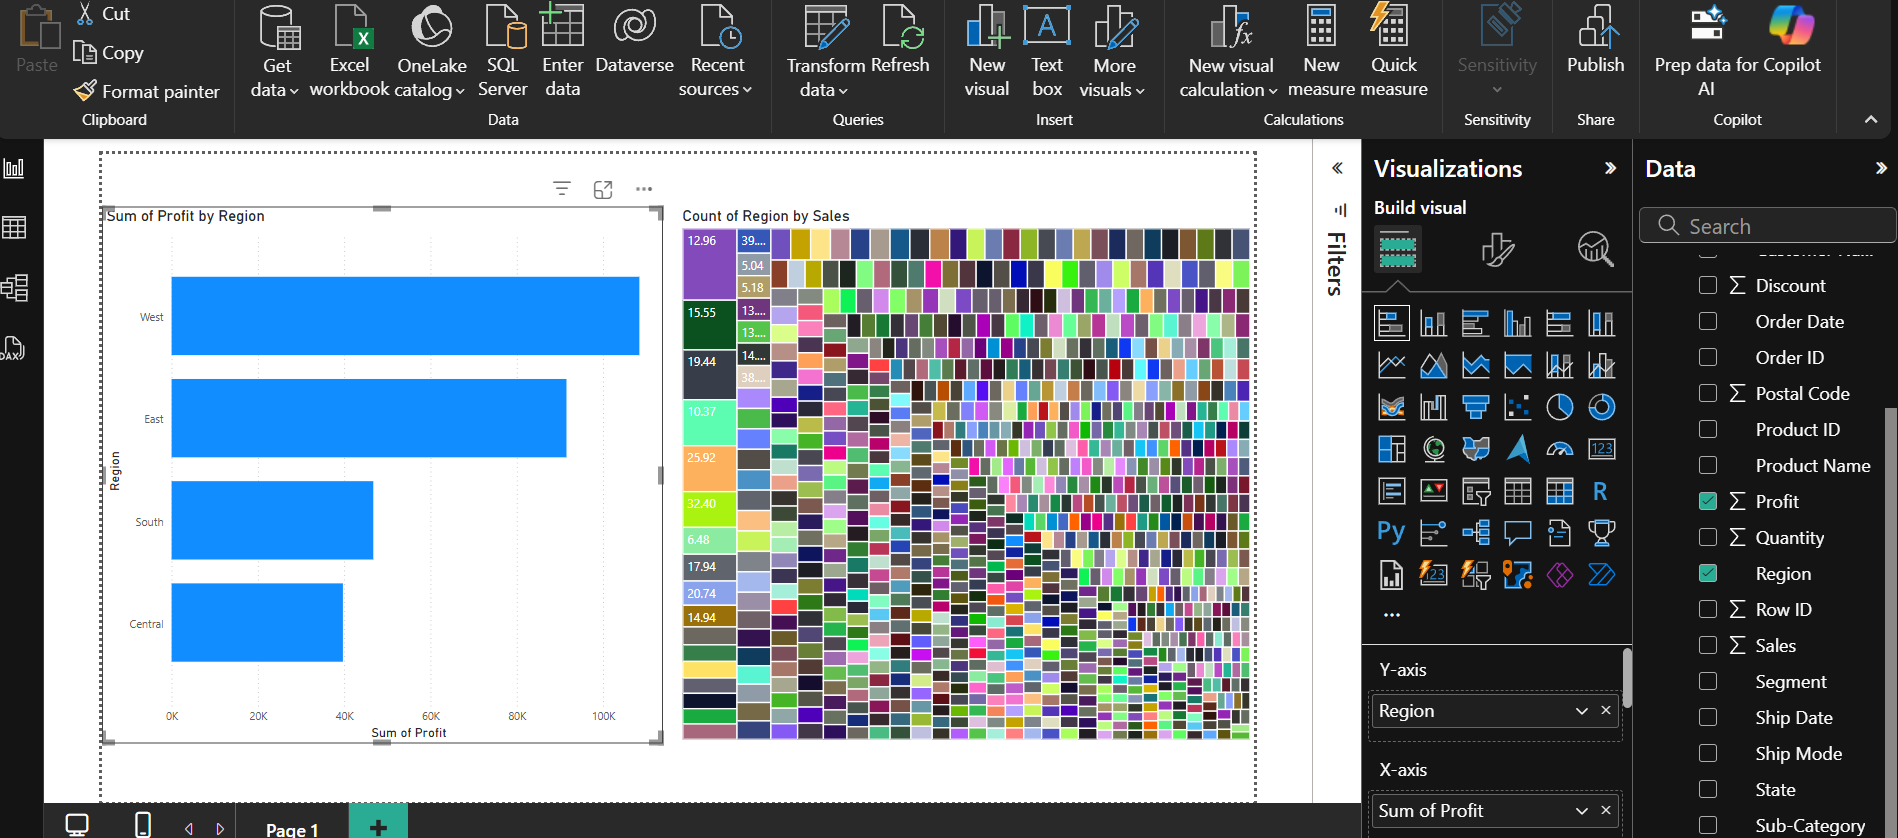 Paste
Cut
Copy
Format painter
Clipboard
Get
data
Excel
workbook
OneLake
catalog
SQL
Server
Enter
data
Dataverse
Recent
sources
Data
Transform
data
Refresh
Queries
New
visual
A
Text
box
More
visuals
Insert
fx
New visual
calculation
New
measure
Quick
measure
Calculations
Sensitivity
Sensitivity
Publish
Share
Prep data for
AI
Copilot
Copilot
DAX
Sum of Profit by Region
Region
West
East
South
Central
0K
20K
40K
60K
80K
100K
Sum of Profit
Count of Region by Sales
12.96
15.55
19.44
10.37
25.92
32.40
6.48
17.94
20.74
14.94
39....
5.04
5.18
13....
13....
14....
38....
Filters
Visualizations
Build visual
123
R
Py
123
...
Y-axis
Region
X-axis
Sum of Profit
Data
Search
Discount
Order Date
Order ID
Postal Code
Product ID
Product Name
Profit
Quantity
Region
Row ID
Sales
Segment
Ship Date
Ship Mode
State
Sub-Category
Page 1